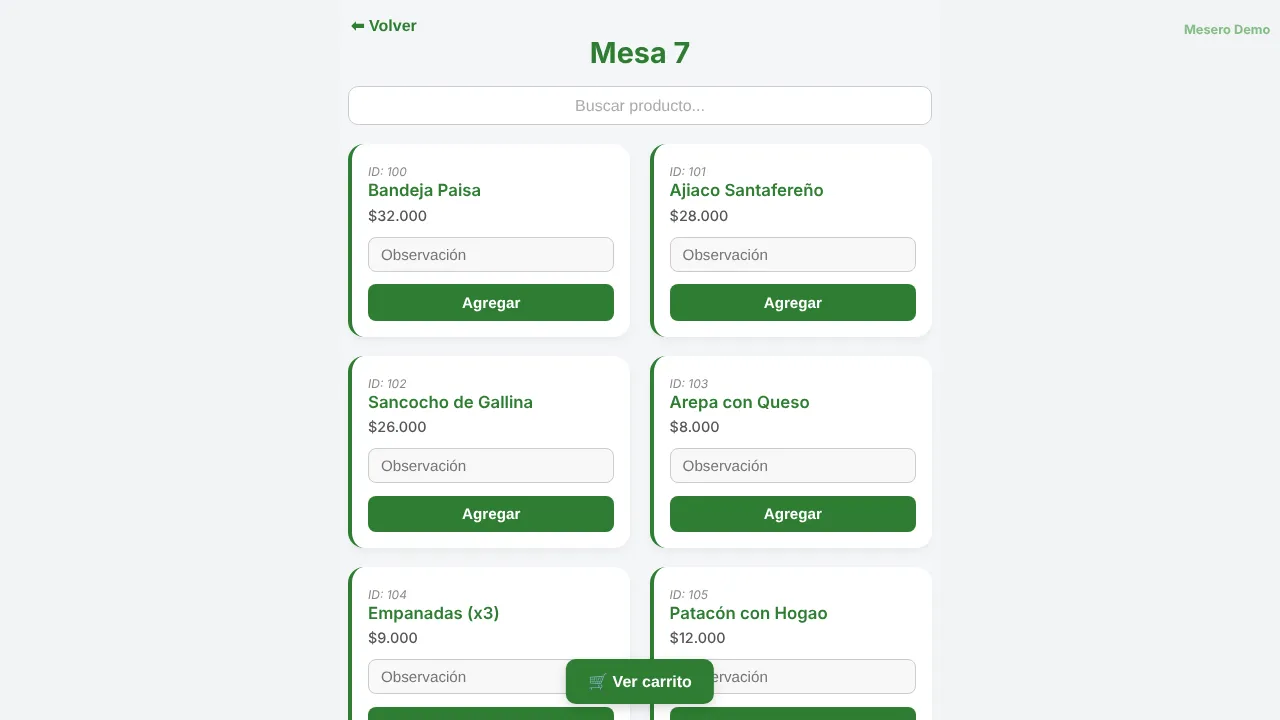 ⬅ Volver
Mesero Demo
Mesa 7
Buscar producto...
ID: 100
Bandeja Paisa
$32.000
Observación
Agregar
ID: 101
Ajiaco Santafereño
$28.000
Observación
Agregar
ID: 102
Sancocho de Gallina
$26.000
Observación
Agregar
ID: 103
Arepa con Queso
$8.000
Observación
Agregar
ID: 104
Empanadas (x3)
$9.000
Observación
ID: 105
Patacón con Hogao
$12.000
ervación
🛒 Ver carrito